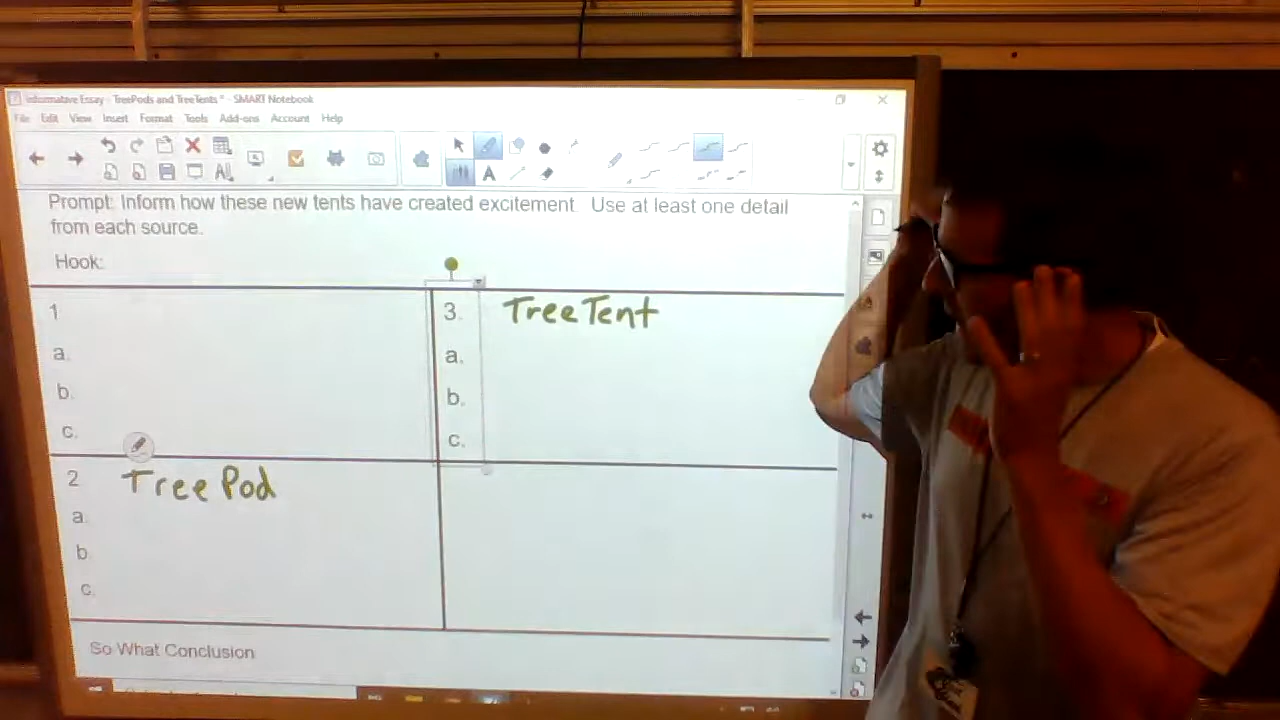 Informative Essay - TreePods and TreeTents * - SMART Notebook
File Edit View Insert Format Tools Add-ons Account Help
Prompt: Inform how these new tents have created excitement. Use at least one detail
from each source.
Hook:
1
a.
b.
c.
2 Tree Pod
a.
b.
c.
3. TreeTent
a.
b.
c.
So What Conclusion